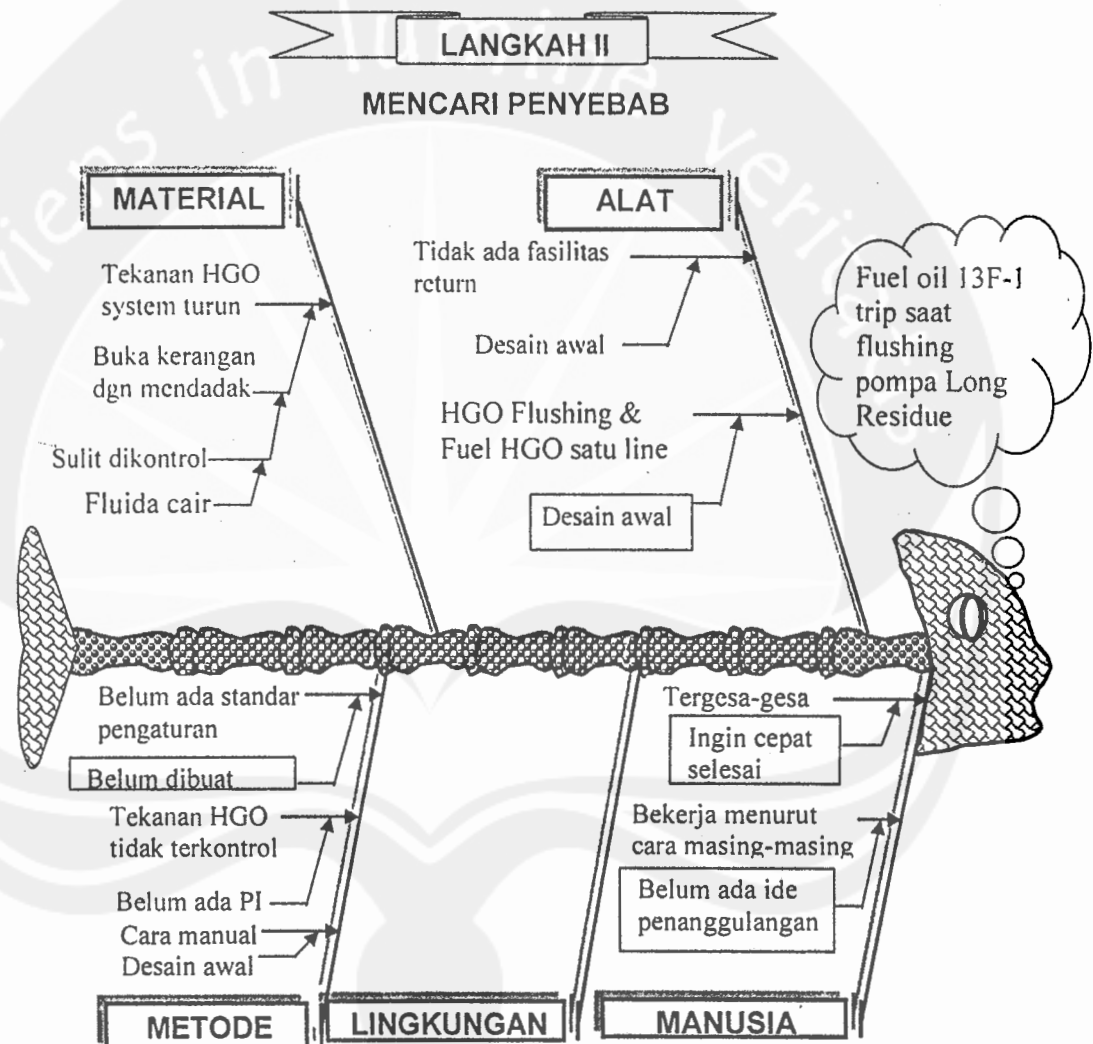 LANGKAH II
MENCARI PENYEBAB
viens in lumine veritatis
MATERIAL
Tekanan HGO
system turun
Buka kerangan
dgn mendadak
Sulit dikontrol
Fluida cair
ALAT
Tidak ada fasilitas
return
Desain awal
HGO Flushing &
Fuel HGO satu line
Desain awal
Fuel oil 13F-1
trip saat
flushing
pompa Long
Residue
Belum ada standar
pengaturan
Belum dibuat
Tekanan HGO
tidak terkontrol
Belum ada PI
Cara manual
Desain awal
Tergesa-gesa
Ingin cepat
selesai
Bekerja menurut
cara masing-masing
Belum ada ide
penanggulangan
METODE
LINGKUNGAN
MANUSIA